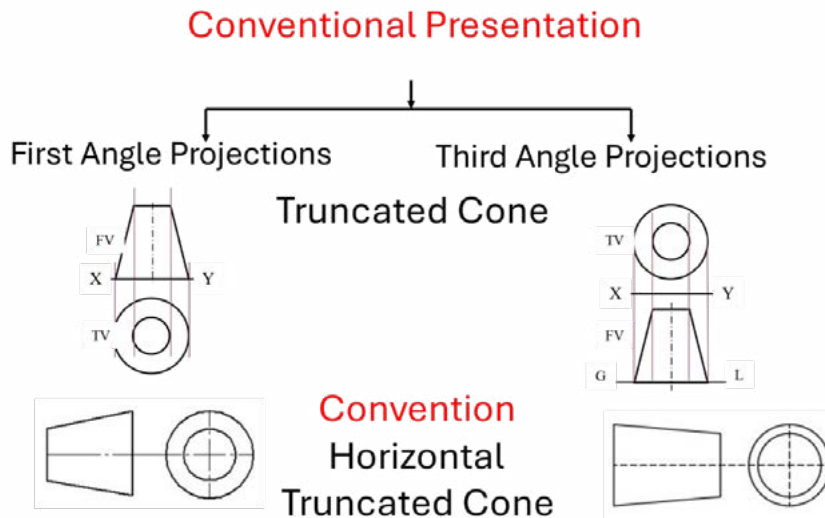 Conventional Presentation
First Angle Projections
Third Angle Projections
Truncated Cone
FV
X Y
TV
TV
X Y
FV
G L
Convention
Horizontal
Truncated Cone